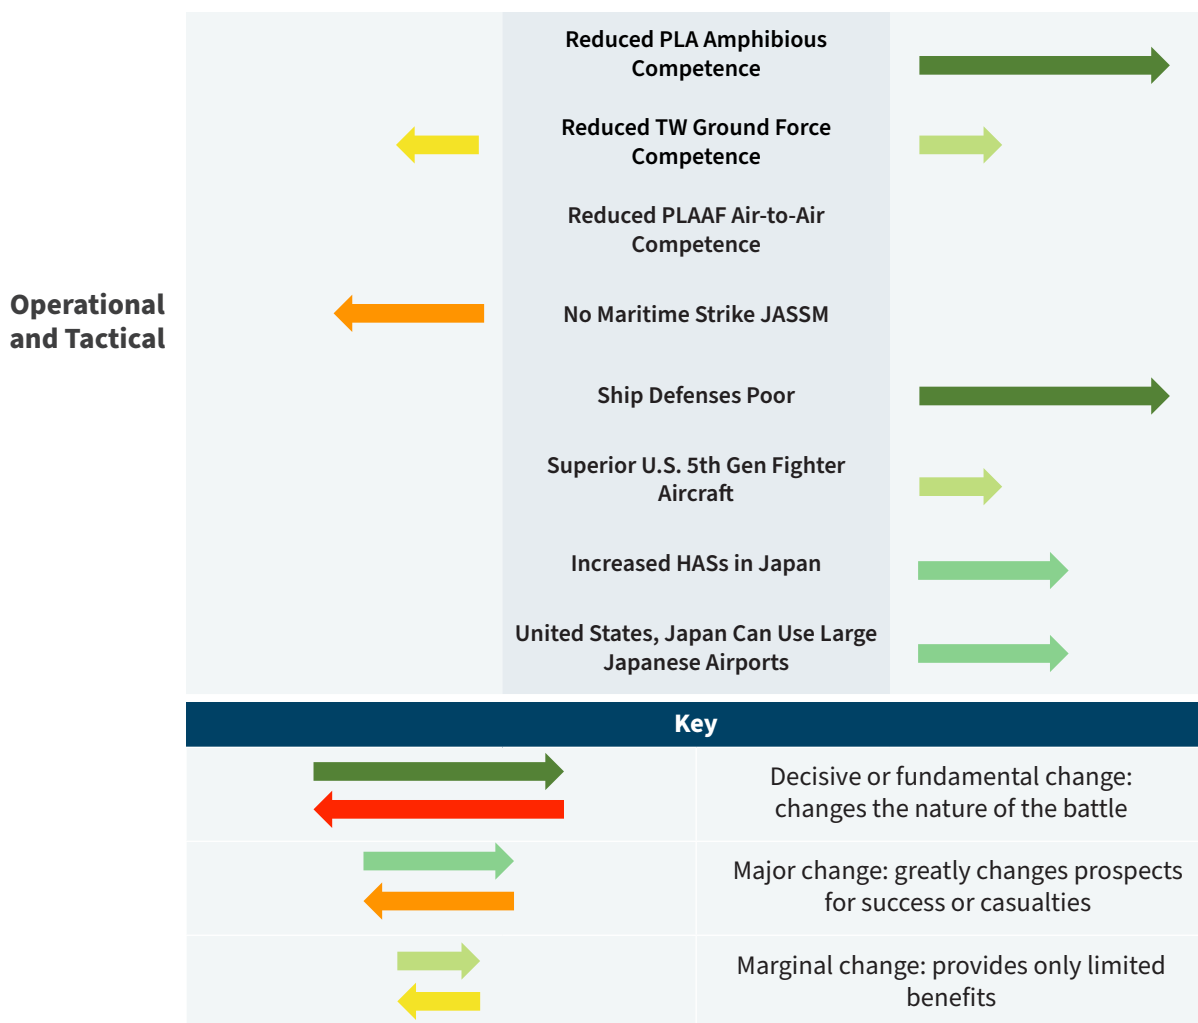 Reduced PLA Amphibious
Competence
Reduced TW Ground Force
Competence
Reduced PLAAF Air-to-Air
Competence
Operational
and Tactical
No Maritime Strike JASSM
Ship Defenses Poor
Superior U.S. 5th Gen Fighter
Aircraft
Increased HASs in Japan
United States, Japan Can Use Large
Japanese Airports
Key
Decisive or fundamental change:
changes the nature of the battle
Major change: greatly changes prospects
for success or casualties
Marginal change: provides only limited
benefits